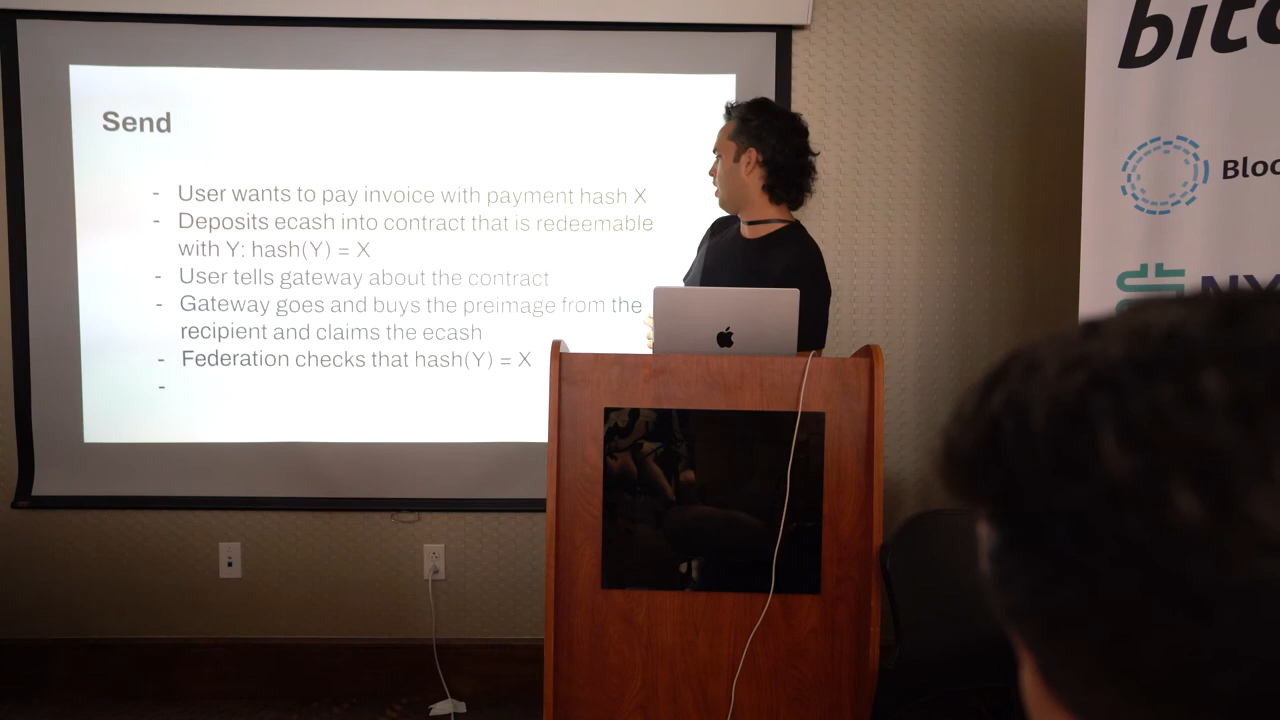 Send
- User wants to pay invoice with payment hash X
- Deposits ecash into contract that is redeemable
with Y: hash(Y) = X
- User tells gateway about the contract
- Gateway goes and buys the preimage from the
recipient and claims the ecash
- Federation checks that hash(Y) = X
-
bitc
Bloc
NY